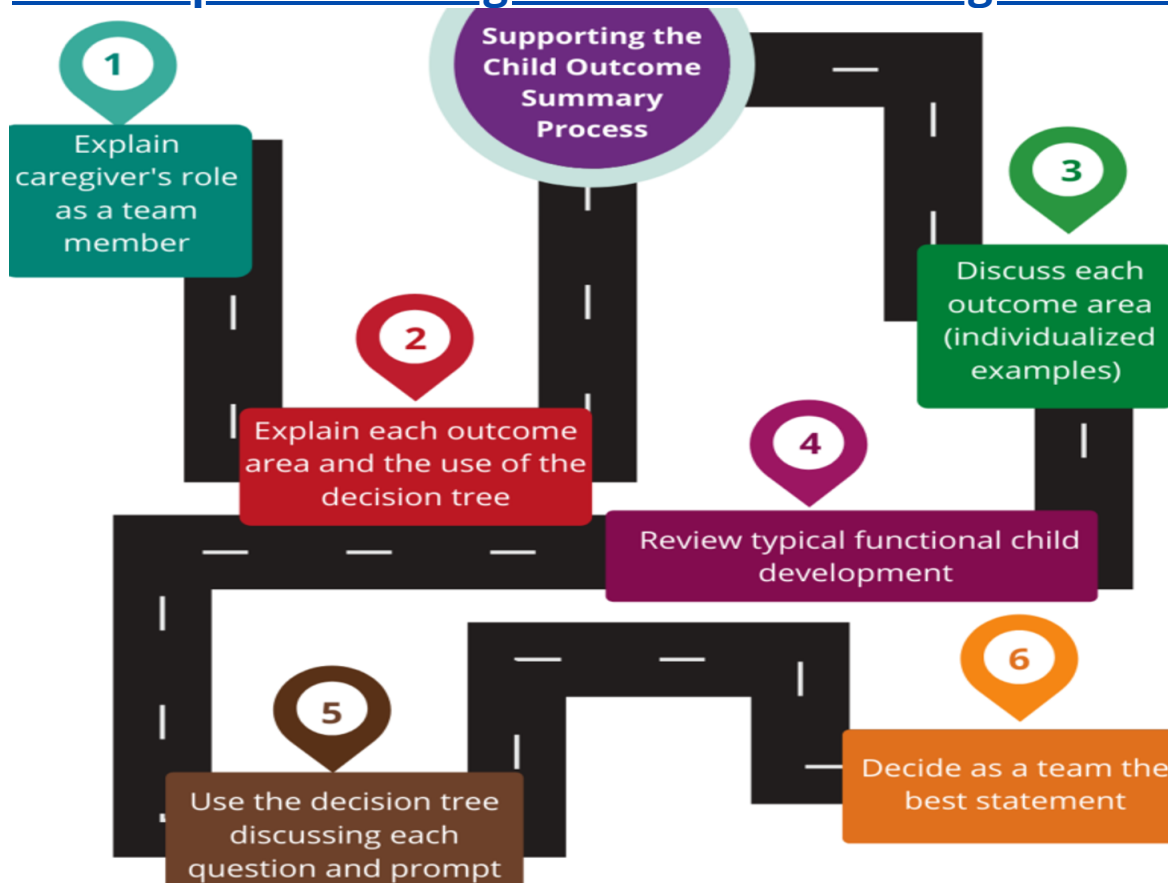 Supporting the
Child Outcome
Summary
Process
1
Explain
caregiver's role
as a team
member
2
Explain each outcome
area and the use of the
decision tree
3
Discuss each
outcome area
(individualized
examples)
4
Review typical functional child
development
5
Use the decision tree
discussing each
question and prompt
6
Decide as a team the
best statement